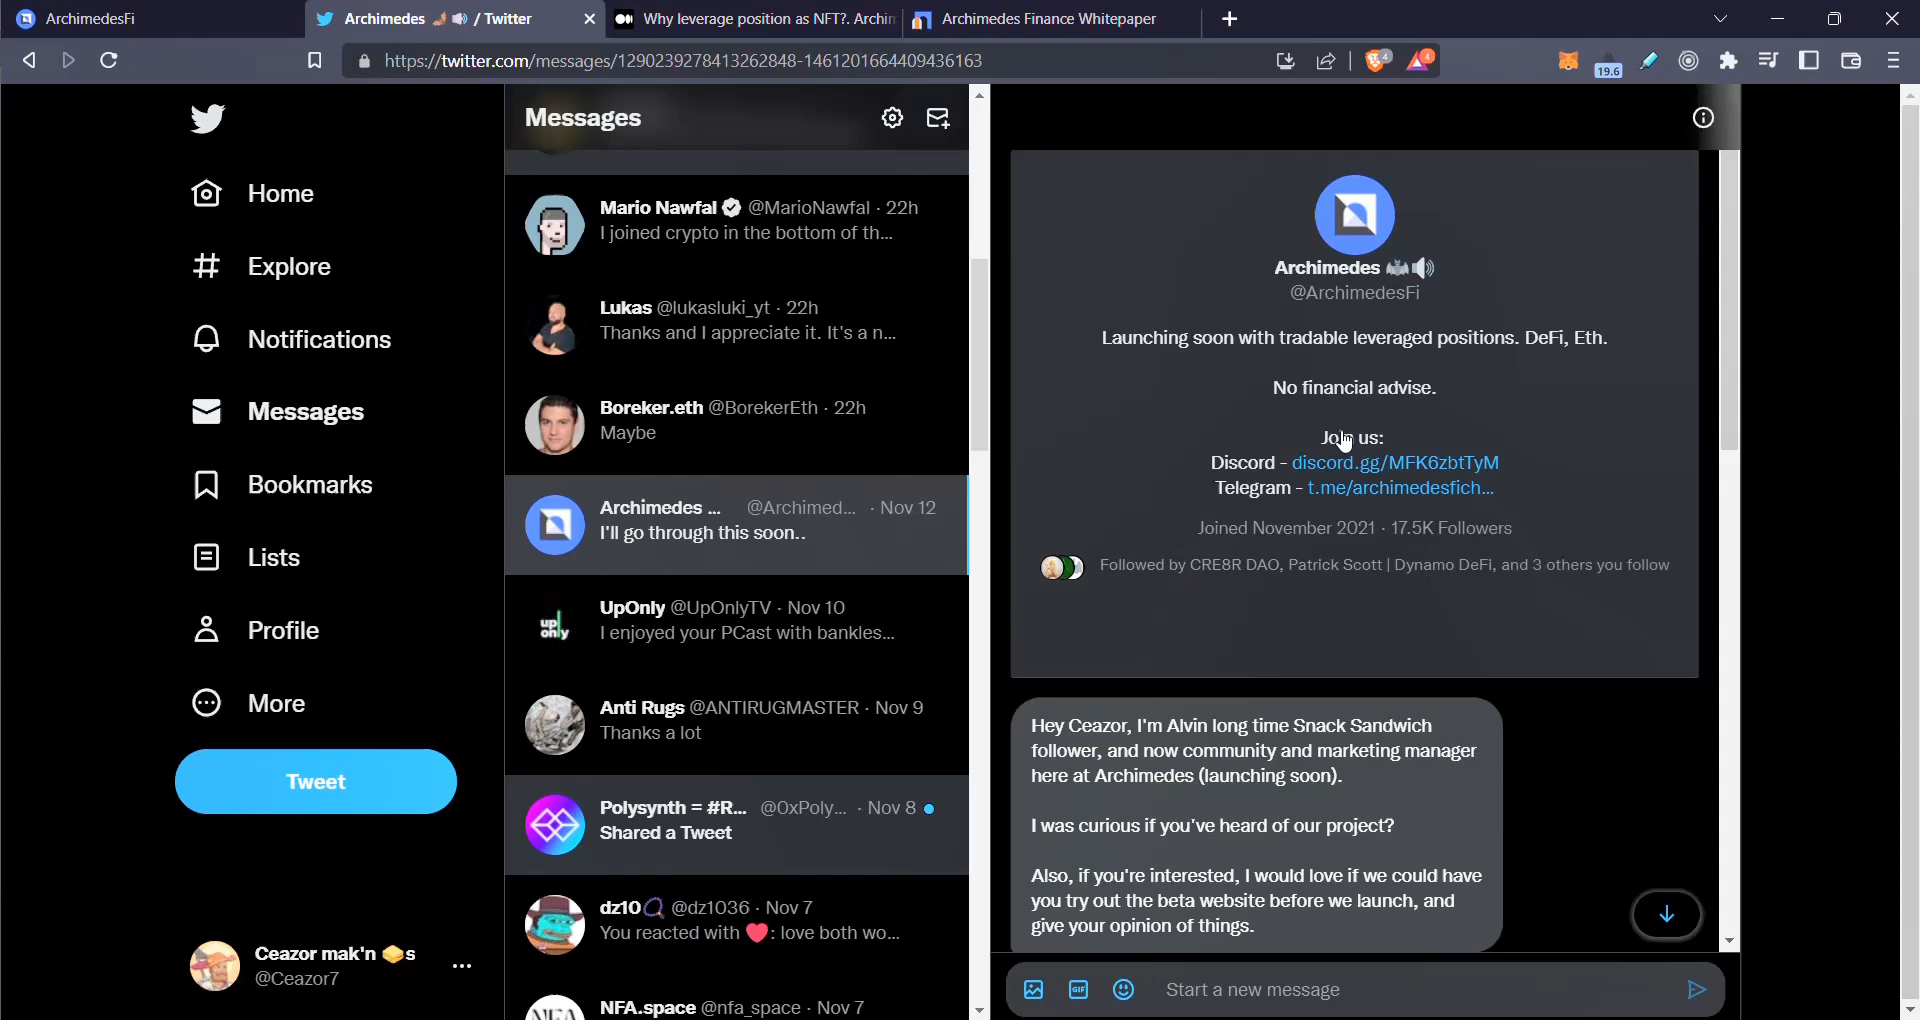 ArchimedesFi
Archimedes 🦾🔊 / Twitter
Why leverage position as NFT?. Archin
Archimedes Finance Whitepaper
https://twitter.com/messages/1290239278413262848-1461201664409436163
4
4
19.6
Home
Explore
Notifications
Messages
Bookmarks
Lists
Profile
More
Tweet
Ceazor mak'n 🧈s
@Ceazor7
Messages
Mario Nawfal @MarioNawfal · 22h
I joined crypto in the bottom of th...
Lukas @lukasluki_yt · 22h
Thanks and I appreciate it. It's a n...
Boreker.eth @BorekerEth · 22h
Maybe
Archimedes ... @Archimed... · Nov 12
I'll go through this soon..
up only
UpOnly @UpOnlyTV · Nov 10
I enjoyed your PCast with bankles...
Anti Rugs @ANTIRUGMASTER · Nov 9
Thanks a lot
Polysynth = #R... @0xPoly... · Nov 8
Shared a Tweet
dz10 @dz1036 · Nov 7
You reacted with ❤️: love both wo...
NFA
NFA.space @nfa_space · Nov 7
Archimedes 🦇🔊
@ArchimedesFi
Launching soon with tradable leveraged positions. DeFi, Eth.
No financial advise.
Join us:
Discord - discord.gg/MFK6zbtTyM
Telegram - t.me/archimedesfich...
Joined November 2021 · 17.5K Followers
Followed by CRE8R DAO, Patrick Scott | Dynamo DeFi, and 3 others you follow
Hey Ceazor, I'm Alvin long time Snack Sandwich
follower, and now community and marketing manager
here at Archimedes (launching soon).
I was curious if you've heard of our project?
Also, if you're interested, I would love if we could have
you try out the beta website before we launch, and
give your opinion of things.
GIF
Start a new message